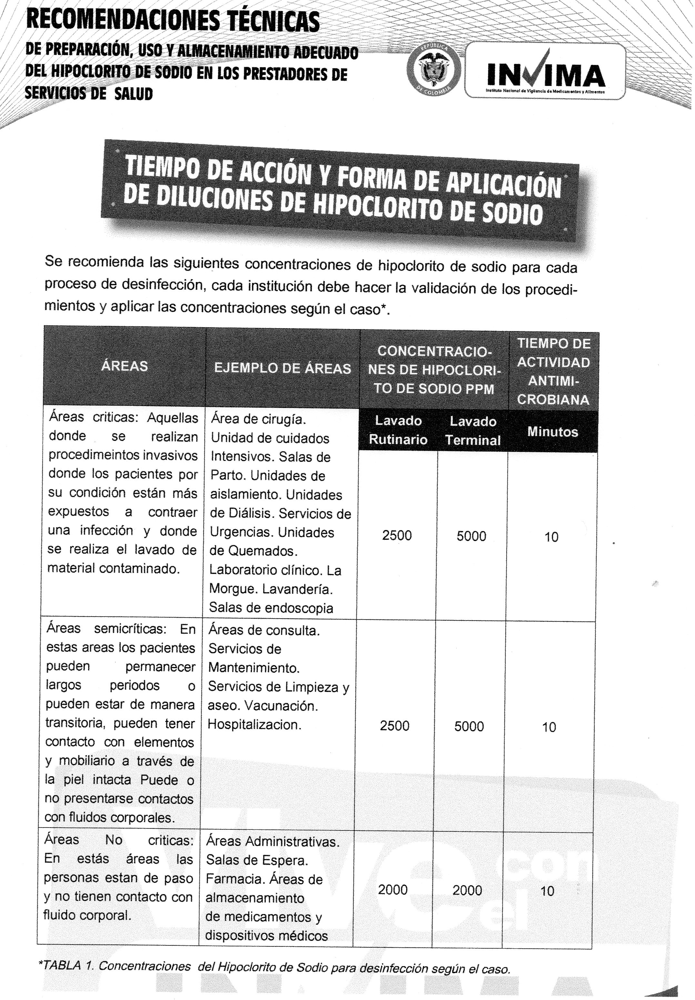 RECOMENDACIONES TÉCNICAS
DE PREPARACIÓN, USO Y ALMACENAMIENTO ADECUADO
DEL HIPOCLORITO DE SODIO EN LOS PRESTADORES DE
SERVICIOS DE SALUD
REPÚBLICA
DE COLOMBIA
INVIMA
Instituto Nacional de Vigilancia de Medicamentos y Alimentos
TIEMPO DE ACCIÓN Y FORMA DE APLICACIÓN
DE DILUCIONES DE HIPOCLORITO DE SODIO
Se recomienda las siguientes concentraciones de hipoclorito de sodio para cada
proceso de desinfección, cada institución debe hacer la validación de los procedi-
mientos y aplicar las concentraciones según el caso*.
ÁREAS
EJEMPLO DE ÁREAS
CONCENTRACIO-
NES DE HIPOCLORI-
TO DE SODIO PPM
TIEMPO DE
ACTIVIDAD
ANTIMI-
CROBIANA
Lavado
Rutinario
Lavado
Terminal
Minutos
Áreas criticas: Aquellas
donde se realizan
procedimeintos invasivos
donde los pacientes por
su condición están más
expuestos a contraer
una infección y donde
se realiza el lavado de
material contaminado.
Área de cirugía.
Unidad de cuidados
Intensivos. Salas de
Parto. Unidades de
aislamiento. Unidades
de Diálisis. Servicios de
Urgencias. Unidades
de Quemados.
Laboratorio clínico. La
Morgue. Lavandería.
Salas de endoscopia
2500
5000
10
Áreas semicríticas: En
estas areas los pacientes
pueden permanecer
largos periodos o
pueden estar de manera
transitoria, pueden tener
contacto con elementos
y mobiliario a través de
la piel intacta Puede o
no presentarse contactos
con fluidos corporales.
Áreas de consulta.
Servicios de
Mantenimiento.
Servicios de Limpieza y
aseo. Vacunación.
Hospitalizacion.
2500
5000
10
Áreas No criticas:
En estás áreas las
personas estan de paso
y no tienen contacto con
fluido corporal.
Áreas Administrativas.
Salas de Espera.
Farmacia. Áreas de
almacenamiento
de medicamentos y
dispositivos médicos
2000
2000
10
*TABLA 1. Concentraciones del Hipoclorito de Sodio para desinfección según el caso.
Vive con
el
INVIMA